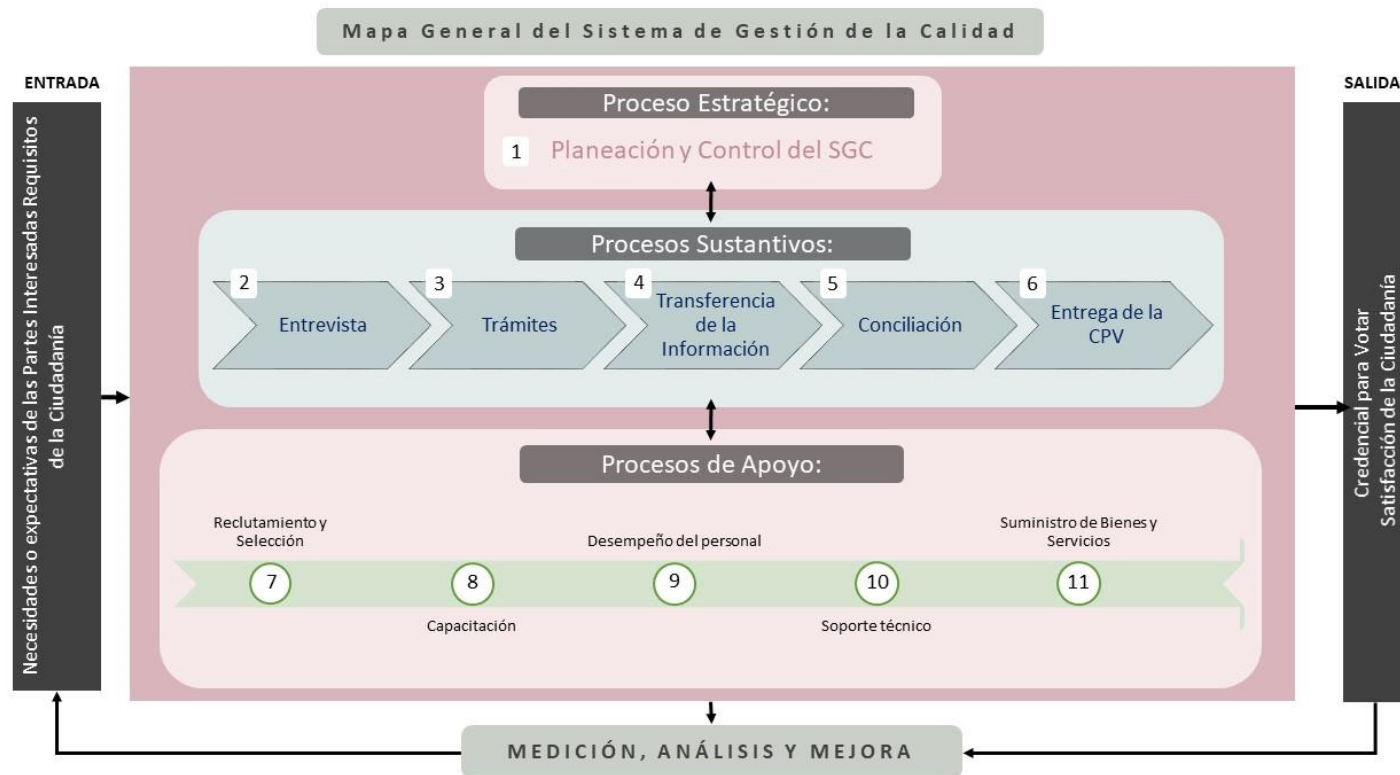 Mapa General del Sistema de Gestión de la Calidad
ENTRADA
SALIDA
Necesidades o expectativas de las Partes Interesadas Requisitos
de la Ciudadanía
Proceso Estratégico:
1 Planeación y Control del SGC
Procesos Sustantivos:
2
Entrevista
3
Trámites
4
Transferencia
de la
Información
5
Conciliación
6
Entrega de la
CPV
Procesos de Apoyo:
Reclutamiento y
Selección
7
8
Capacitación
Desempeño del personal
9
10
Soporte técnico
Suministro de Bienes y
Servicios
11
Credencial para Votar
Satisfacción de la Ciudadanía
MEDICIÓN, ANÁLISIS Y MEJORA